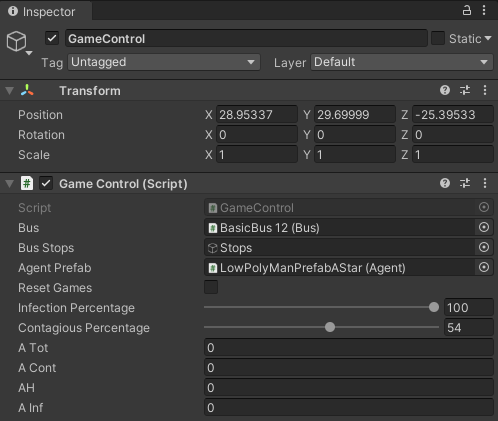 Inspector
GameControl Static
Tag Untagged Layer Default
Transform
Position X 28.95337 Y 29.69999 Z -25.39533
Rotation X 0 Y 0 Z 0
Scale X 1 Y 1 Z 1
# Game Control (Script)
Script # GameControl
Bus # BasicBus 12 (Bus)
Bus Stops Stops
Agent Prefab # LowPolyManPrefabAStar (Agent)
Reset Games
Infection Percentage 100
Contagious Percentage 54
A Tot 0
A Cont 0
AH 0
A Inf 0